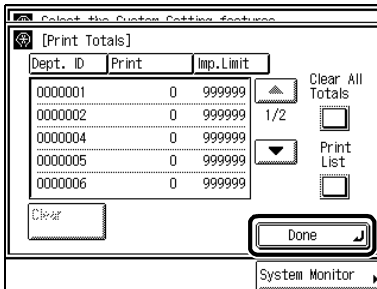 Select the Custom Setting features
[Print Totals]
Dept. ID Print Imp.Limit
0000001 0 999999
0000002 0 999999
0000004 0 999999
0000005 0 999999
0000006 0 999999
1/2
Clear All Totals
Print List
Clear
Done
System Monitor